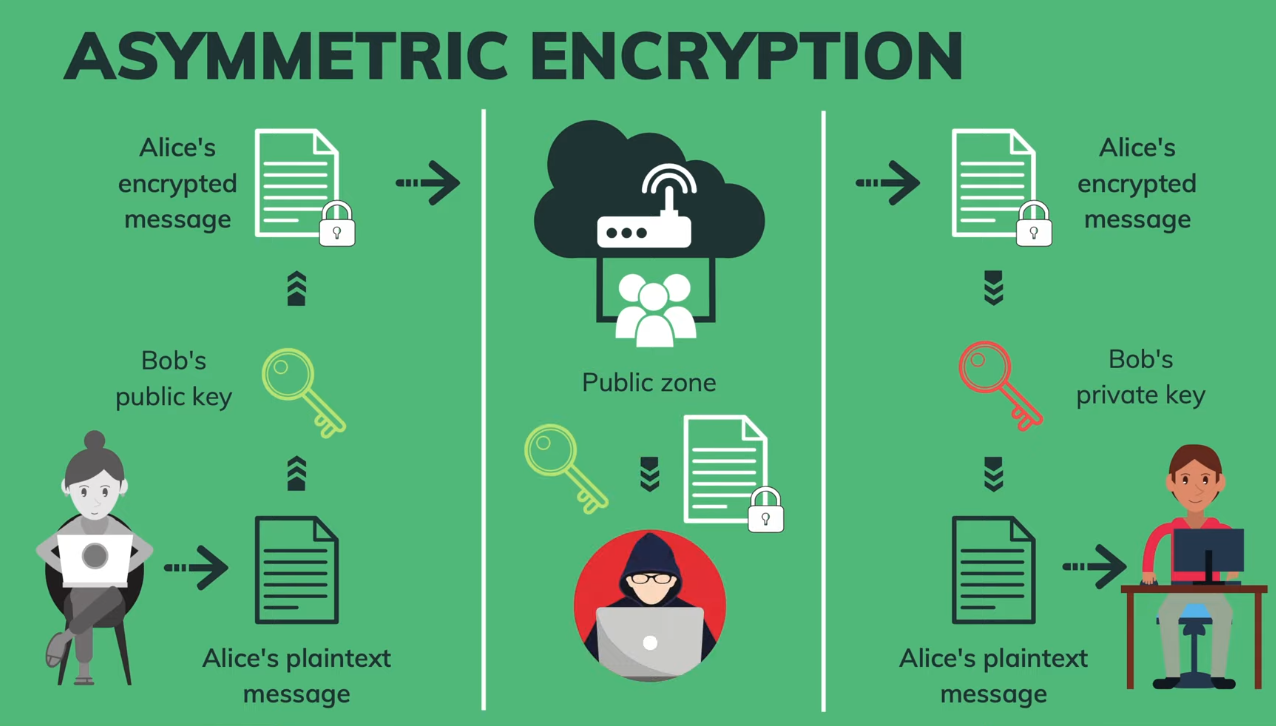 ASYMMETRIC ENCRYPTION
Alice's
encrypted
message
Bob's
public key
Alice's plaintext
message
Public zone
Alice's
encrypted
message
Bob's
private key
Alice's plaintext
message